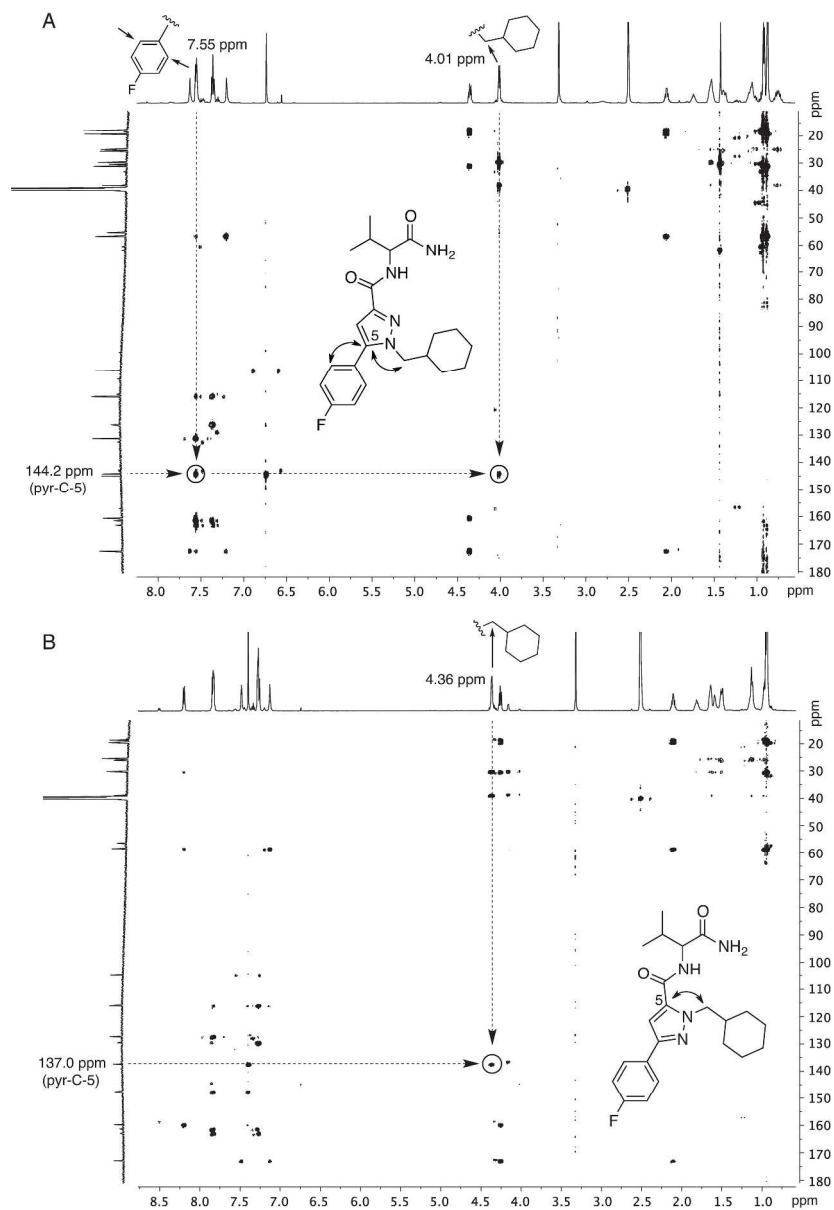 A
7.55 ppm
4.01 ppm
F
20
30
40
50
60
70
80
90
100
110
120
130
140
150
160
170
180
ppm
O
NH2
NH
O
N
5
N
F
144.2 ppm
(pyr-C-5)
8.0 7.5 7.0 6.5 6.0 5.5 5.0 4.5 4.0 3.5 3.0 2.5 2.0 1.5 1.0 ppm
B
4.36 ppm
20
30
40
50
60
70
80
90
100
110
120
130
140
150
160
170
180
ppm
O
NH2
NH
O
5
N
N
F
137.0 ppm
(pyr-C-5)
8.5 8.0 7.5 7.0 6.5 6.0 5.5 5.0 4.5 4.0 3.5 3.0 2.5 2.0 1.5 1.0 ppm